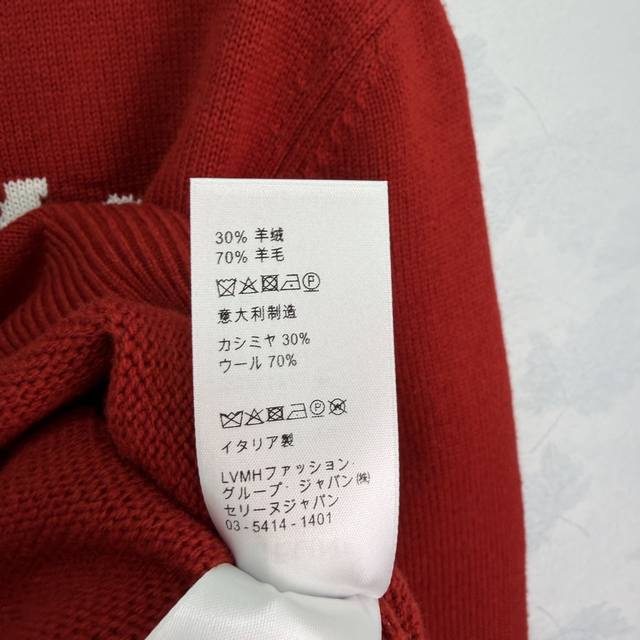 30% 羊绒
70% 羊毛
意大利制造
カシミヤ 30%
ウール 70%
イタリア製
LVMHファッション・
グループ・ジャパン㈱
セリーヌジャパン
03-5414-1401